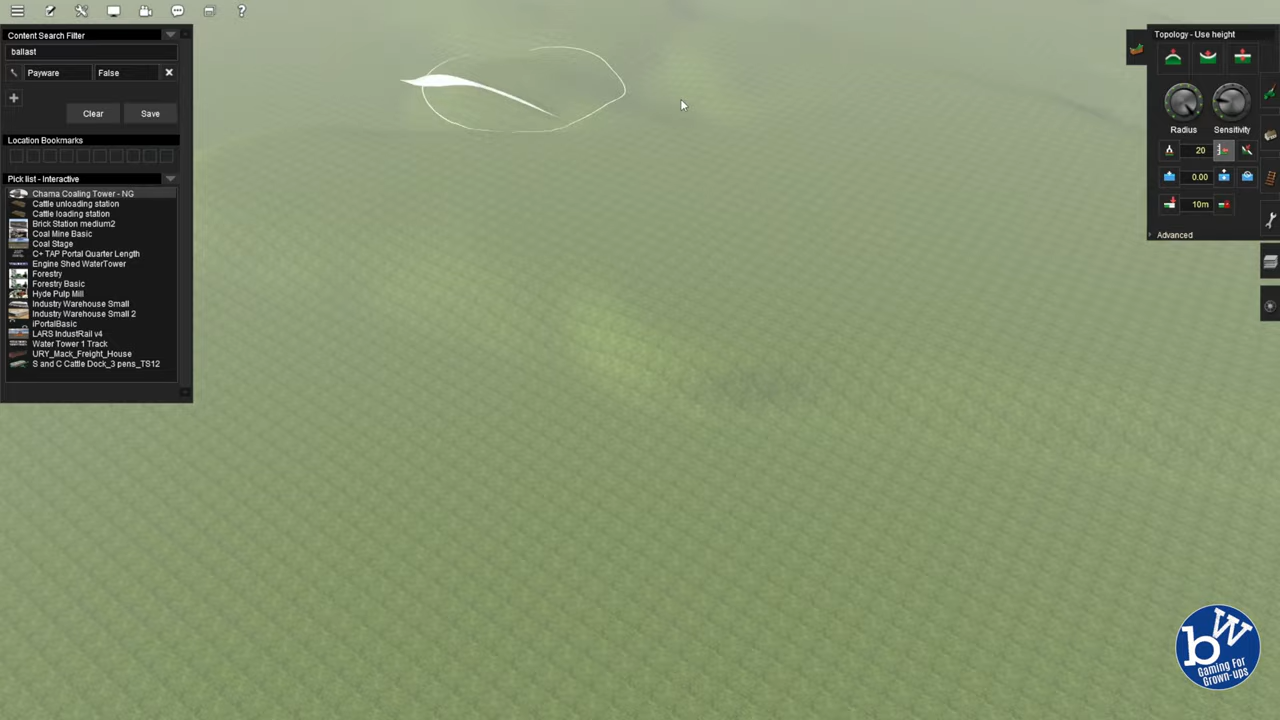 Content Search Filter
ballast
Payware
False
Clear
Save
Location Bookmarks
Pick list - Interactive
Chama Coaling Tower - NG
Cattle unloading station
Cattle loading station
Brick Station medium2
Coal Mine Basic
Coal Stage
C+ TAP Portal Quarter Length
Engine Shed WaterTower
Forestry
Forestry Basic
Hyde Pulp Mill
Industry Warehouse Small
Industry Warehouse Small 2
iPortalBasic
LARS IndustRail v4
Water Tower 1 Track
URY_Mack_Freight_House
S and C Cattle Dock_3 pens_TS12
Topology - Use height
Radius
Sensitivity
20
0.00
10m
Advanced
bW
Gaming For
Grown-ups